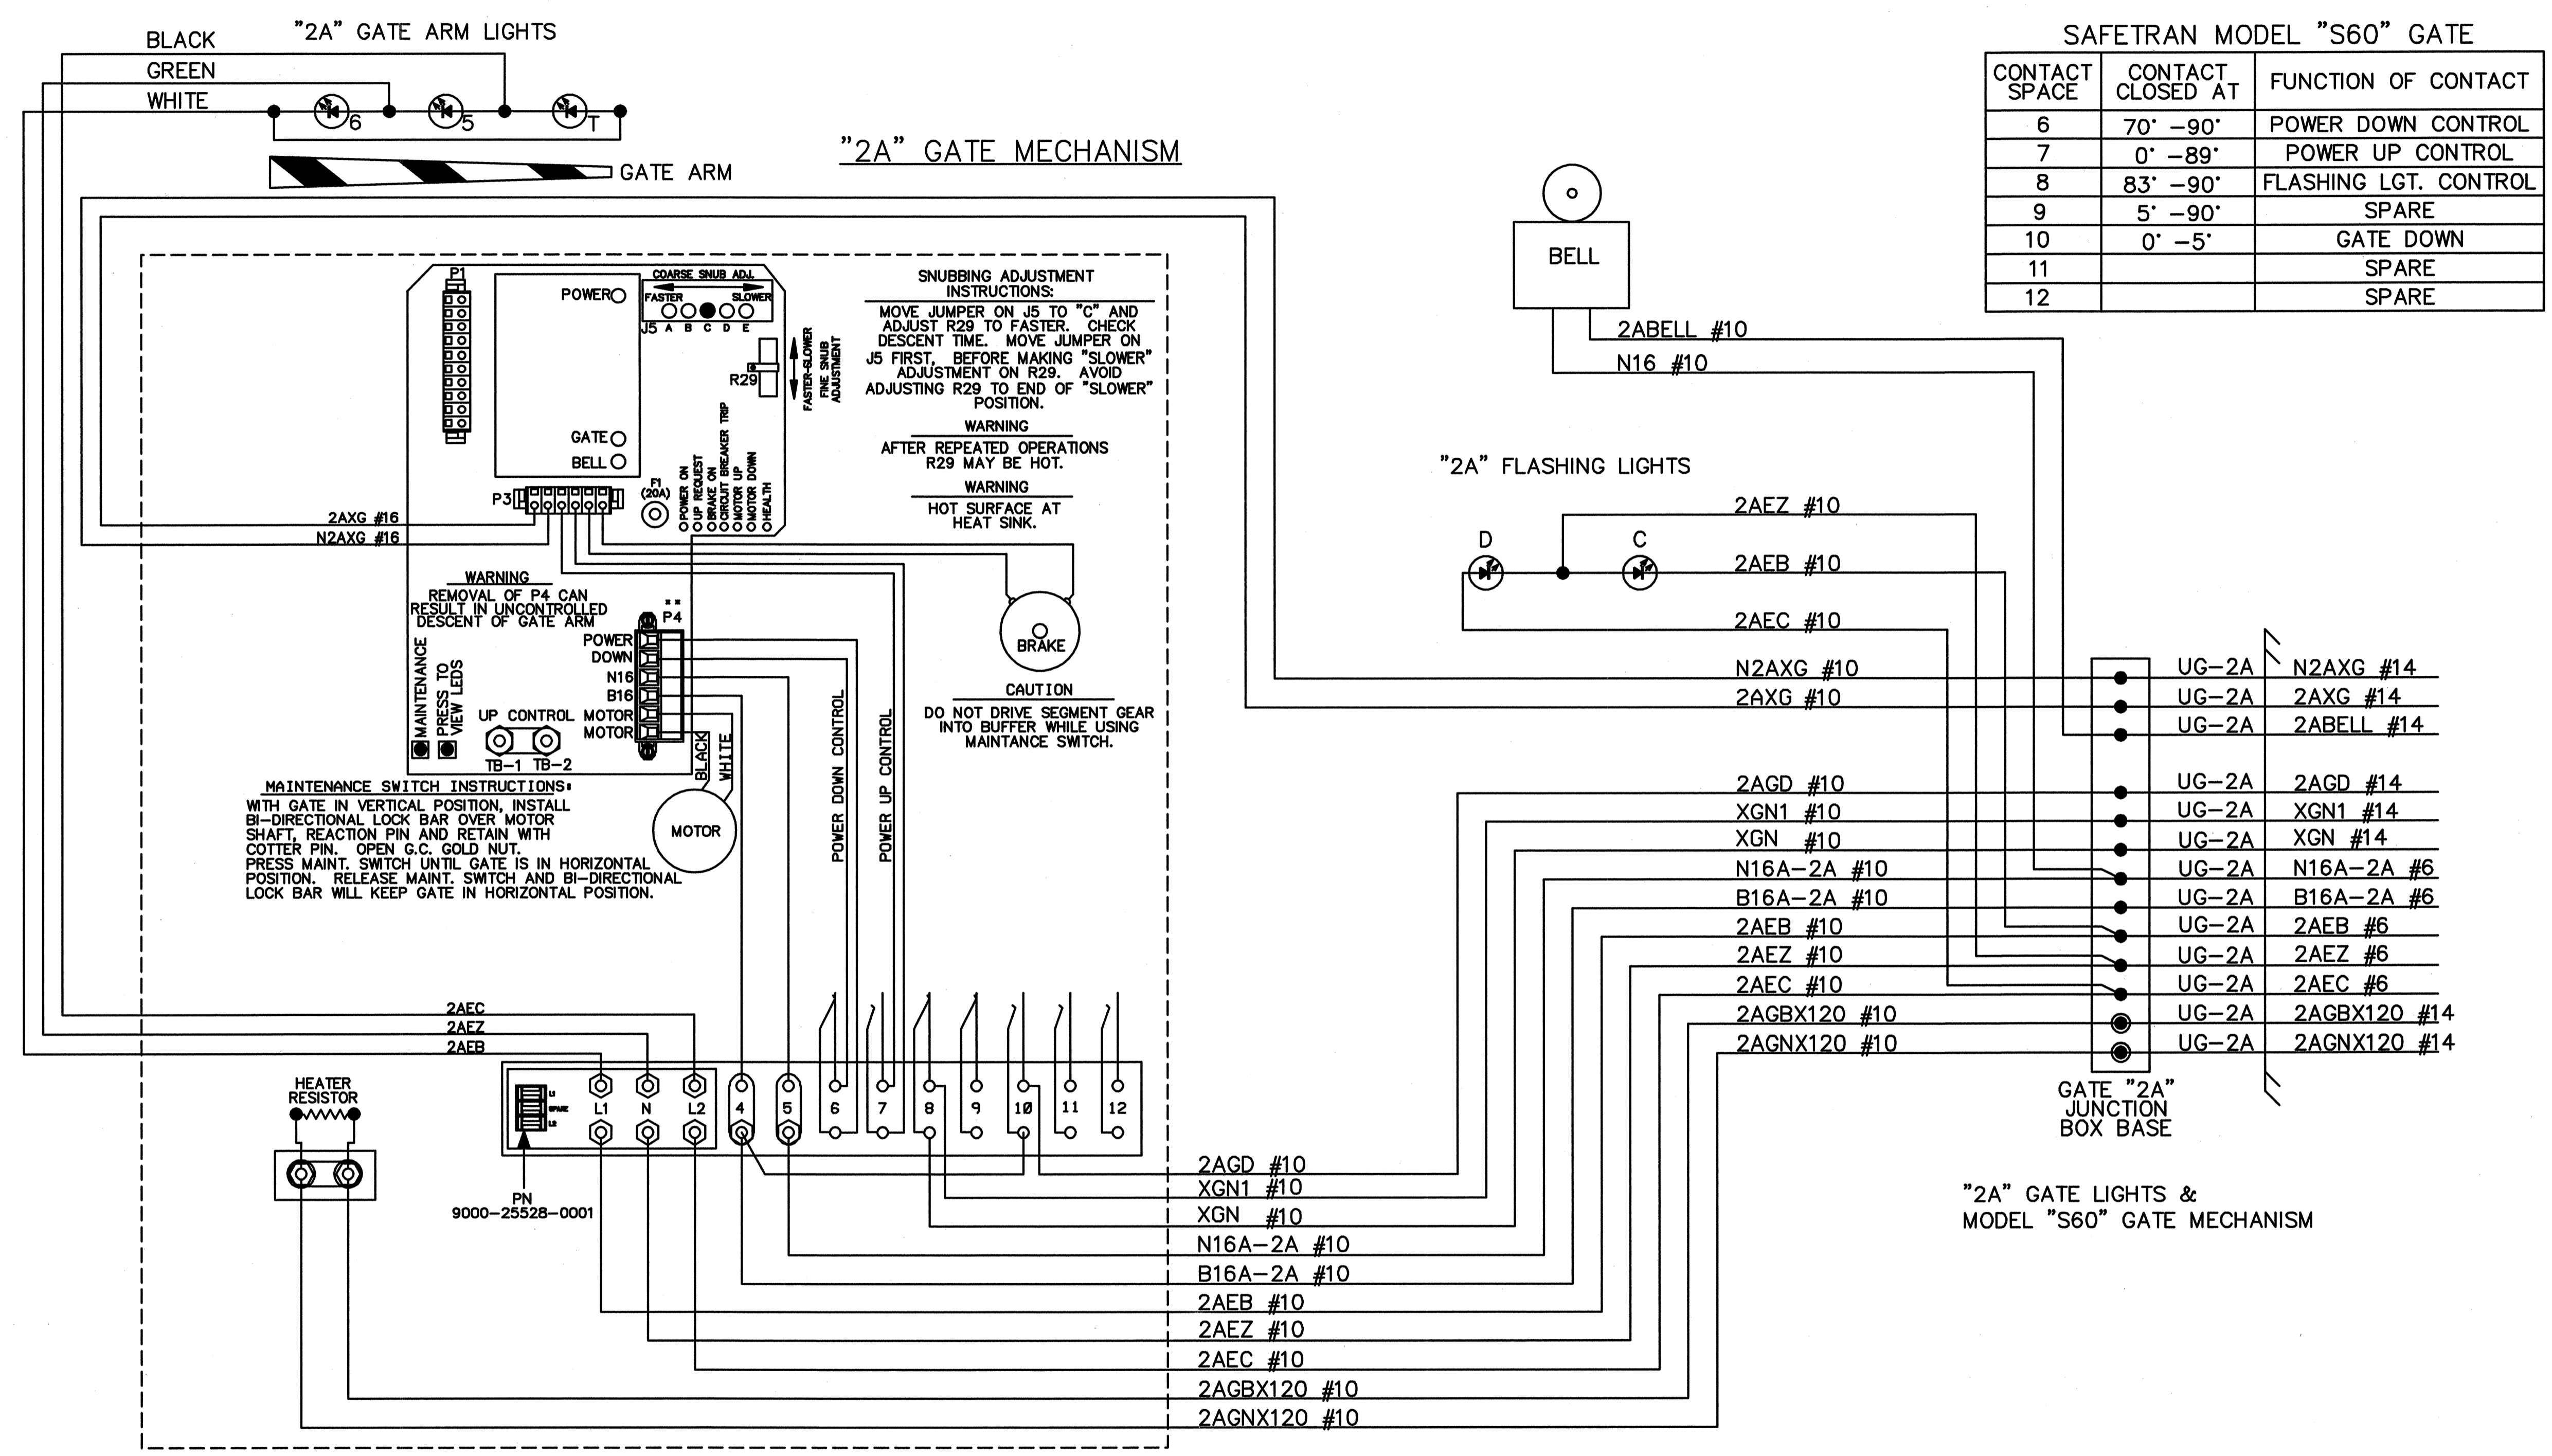 "2A" GATE ARM LIGHTS
BLACK
GREEN
WHITE
6
5
T
GATE ARM
"2A" GATE MECHANISM
SAFETRAN MODEL "S60" GATE
CONTACT SPACE
CONTACT CLOSED AT
FUNCTION OF CONTACT
6 70° -90° POWER DOWN CONTROL
7 0° -89° POWER UP CONTROL
8 83° -90° FLASHING LGT. CONTROL
9 5° -90° SPARE
10 0° -5° GATE DOWN
11 SPARE
12 SPARE
BELL
2ABELL #10
N16 #10
P1
POWER
GATE
BELL
COARSE SNUB ADJ.
FASTER SLOWER
J5 A B C D E
R29
FASTER-SLOWER
FINE SNUB
ADJUSTMENT
P3
F1
(20A)
POWER ON
UP REQUEST
BRAKE ON
CIRCUIT BREAKER TRIP
MOTOR UP
MOTOR DOWN
HEALTH
2AXG #16
N2AXG #16
SNUBBING ADJUSTMENT
INSTRUCTIONS:
MOVE JUMPER ON J5 TO "C" AND
ADJUST R29 TO FASTER. CHECK
DESCENT TIME. MOVE JUMPER ON
J5 FIRST, BEFORE MAKING "SLOWER"
ADJUSTMENT ON R29. AVOID
ADJUSTING R29 TO END OF "SLOWER"
POSITION.
WARNING
AFTER REPEATED OPERATIONS
R29 MAY BE HOT.
WARNING
HOT SURFACE AT
HEAT SINK.
WARNING
REMOVAL OF P4 CAN
RESULT IN UNCONTROLLED
DESCENT OF GATE ARM
MAINTENANCE
PRESS TO
VIEW LEDS
** P4
POWER
DOWN
N16
B16
MOTOR
MOTOR
UP CONTROL
TB-1 TB-2
BLACK
WHITE
MOTOR
BRAKE
POWER DOWN CONTROL
POWER UP CONTROL
CAUTION
DO NOT DRIVE SEGMENT GEAR
INTO BUFFER WHILE USING
MAINTANCE SWITCH.
MAINTENANCE SWITCH INSTRUCTIONS:
WITH GATE IN VERTICAL POSITION, INSTALL
BI-DIRECTIONAL LOCK BAR OVER MOTOR
SHAFT, REACTION PIN AND RETAIN WITH
COTTER PIN. OPEN G.C. GOLD NUT.
PRESS MAINT. SWITCH UNTIL GATE IS IN HORIZONTAL
POSITION. RELEASE MAINT. SWITCH AND BI-DIRECTIONAL
LOCK BAR WILL KEEP GATE IN HORIZONTAL POSITION.
"2A" FLASHING LIGHTS
D
C
2AEZ #10
2AEB #10
2AEC #10
N2AXG #10 UG-2A N2AXG #14
2AXG #10 UG-2A 2AXG #14
UG-2A 2ABELL #14
2AGD #10 UG-2A 2AGD #14
XGN1 #10 UG-2A XGN1 #14
XGN #10 UG-2A XGN #14
N16A-2A #10 UG-2A N16A-2A #6
B16A-2A #10 UG-2A B16A-2A #6
2AEB #10 UG-2A 2AEB #6
2AEZ #10 UG-2A 2AEZ #6
2AEC #10 UG-2A 2AEC #6
2AGBX120 #10 UG-2A 2AGBX120 #14
2AGNX120 #10 UG-2A 2AGNX120 #14
GATE "2A"
JUNCTION
BOX BASE
2AEC
2AEZ
2AEB
HEATER
RESISTOR
L1
SPARE
L2
L1 N L2 4 5 6 7 8 9 10 11 12
PN
9000-25528-0001
2AGD #10
XGN1 #10
XGN #10
N16A-2A #10
B16A-2A #10
2AEB #10
2AEZ #10
2AEC #10
2AGBX120 #10
2AGNX120 #10
"2A" GATE LIGHTS &
MODEL "S60" GATE MECHANISM